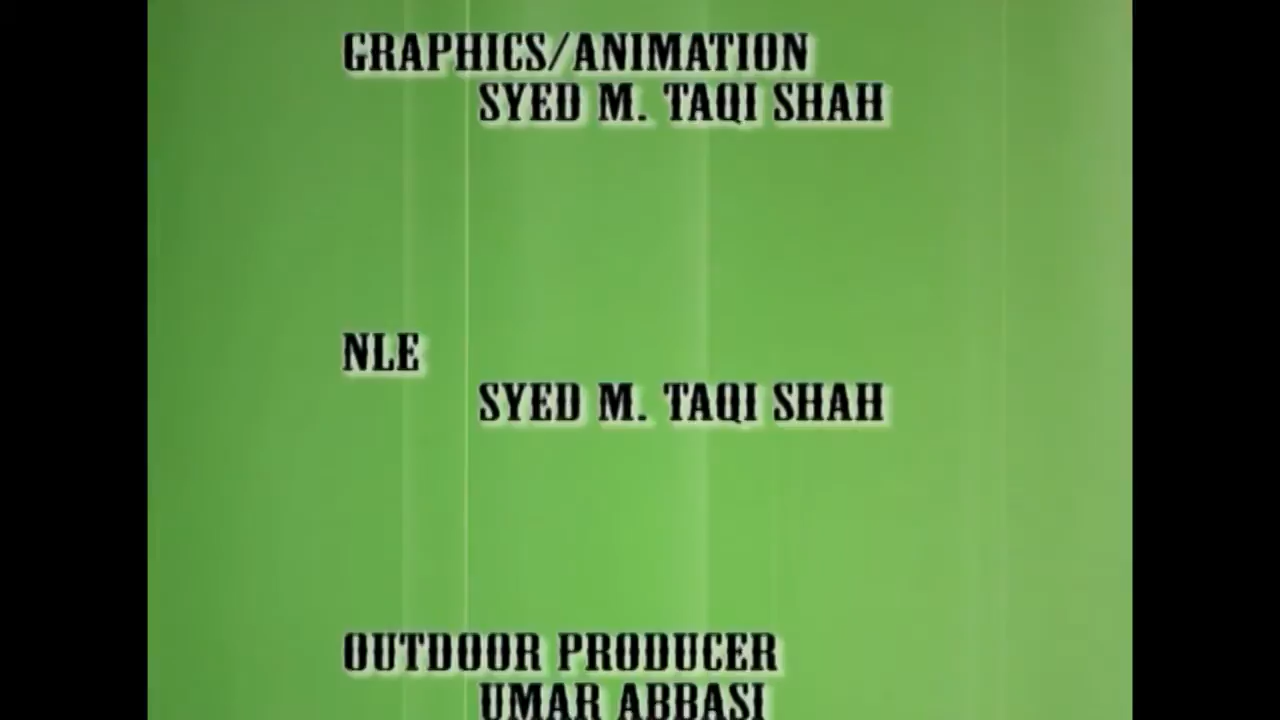 GRAPHICS/ANIMATION
SYED M. TAQI SHAH
NLE
SYED M. TAQI SHAH
OUTDOOR PRODUCER
UMAR ABBASI